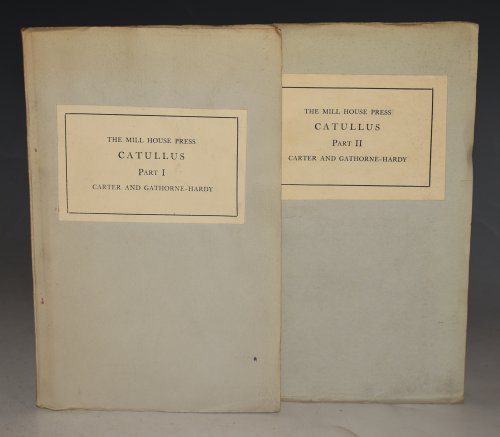 THE MILL HOUSE PRESS
CATULLUS
PART I
CARTER AND GATHORNE-HARDY
THE MILL HOUSE PRESS
CATULLUS
PART II
CARTER AND GATHORNE-HARDY